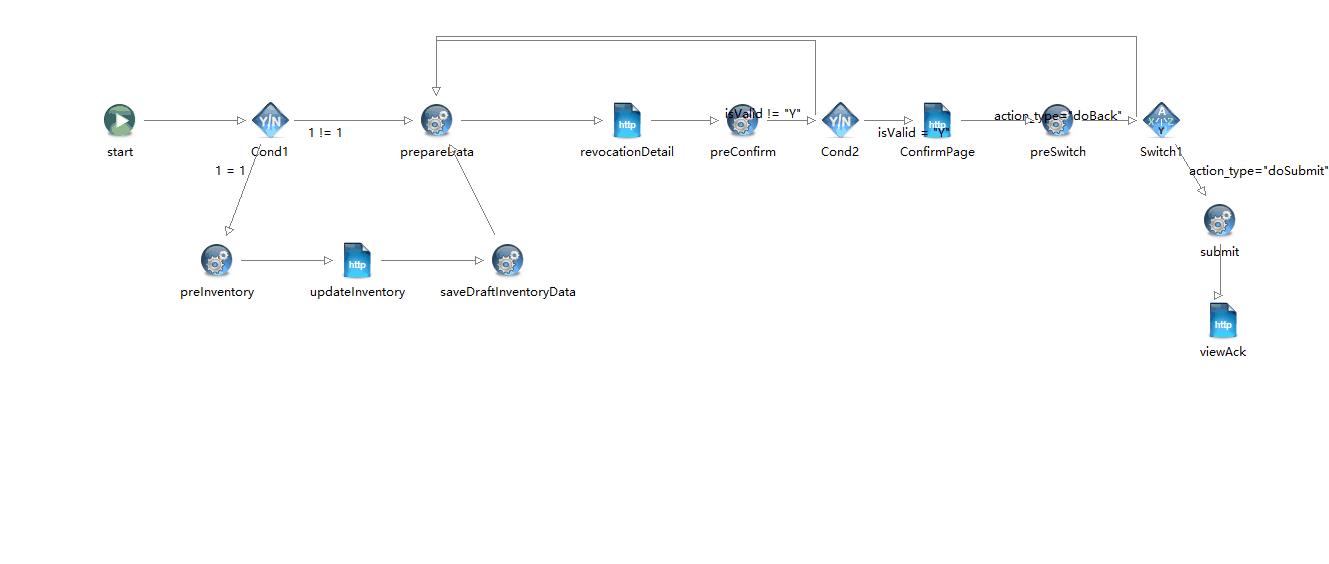 isValid != "Y"
action_type="doBack"
1 != 1
isValid = "Y"
start
Cond1
prepareData
revocationDetail
preConfirm
Cond2
ConfirmPage
preSwitch
Switch1
1 = 1
action_type="doSubmit"
submit
preInventory
updateInventory
saveDraftInventoryData
viewAck
Y/N
http
Y/N
http
A
X Z
Y
http
http